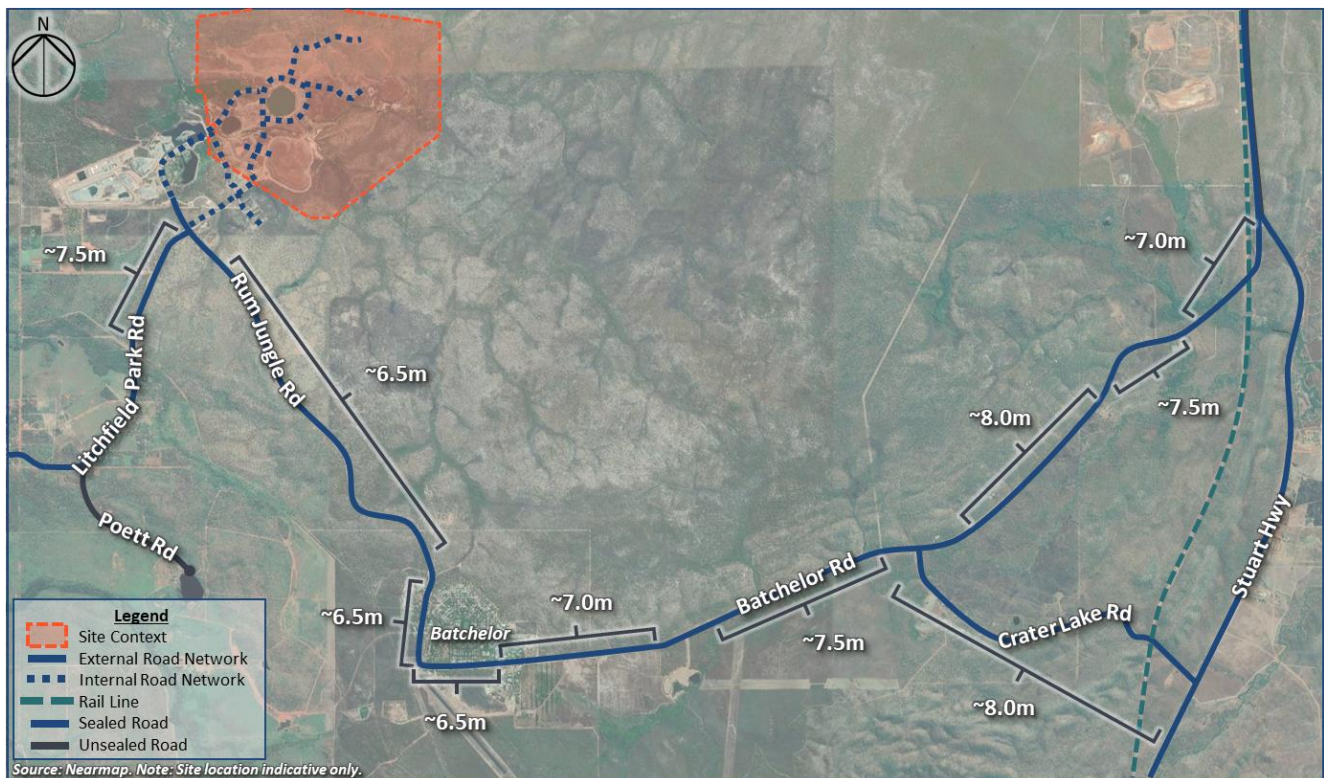 N
~7.5m
Rum Jungle Rd
~6.5m
Litchfield Park Rd
Poett Rd
~7.0m
~7.5m
~8.0m
Stuart Hwy
Batchelor Rd
~7.5m
Crater Lake Rd
~8.0m
~6.5m
Batchelor
~7.0m
~6.5m
Legend
Site Context
External Road Network
Internal Road Network
Rail Line
Sealed Road
Unsealed Road
Source: Nearmap. Note: Site location indicative only.